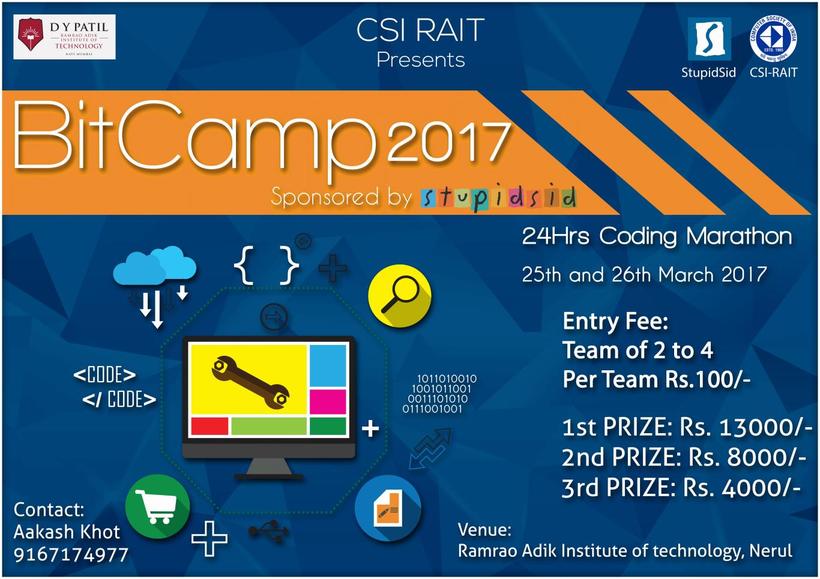 D Y PATIL
RAMRAO ADIK
INSTITUTE OF
TECHNOLOGY
NAVI MUMBAI
CSI RAIT
Presents
StupidSid
CSI-RAIT
BitCamp 2017
Sponsored by stupidsid
24Hrs Coding Marathon
25th and 26th March 2017
Entry Fee:
Team of 2 to 4
Per Team Rs.100/-
1st PRIZE: Rs. 13000/-
2nd PRIZE: Rs. 8000/-
3rd PRIZE: Rs. 4000/-
{ }
<CODE>
</ CODE>
1011010010
1001011001
0011101010
0111001001
Contact:
Aakash Khot
9167174977
Venue:
Ramrao Adik Institute of technology, Nerul